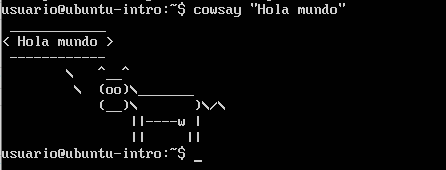 usuario@ubuntu-intro:~$ cowsay "Hola mundo"
 ____________
< Hola mundo >
 ------------
        \   ^__^
         \  (oo)\_______
            (__)\       )\/\
                ||----w |
                ||     ||
usuario@ubuntu-intro:~$ _